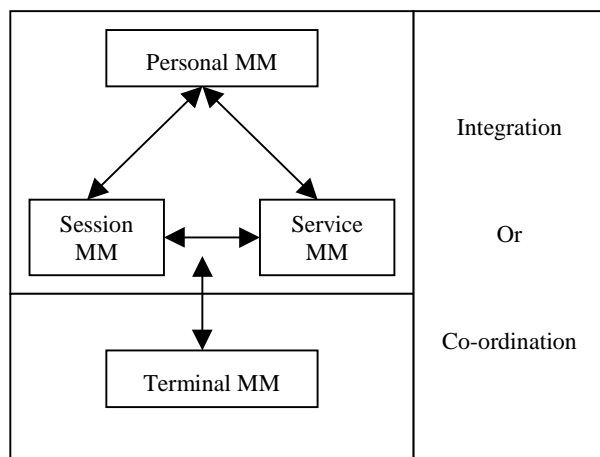 Personal MM
Integration
Session
MM
Service
MM
Or
Co-ordination
Terminal MM